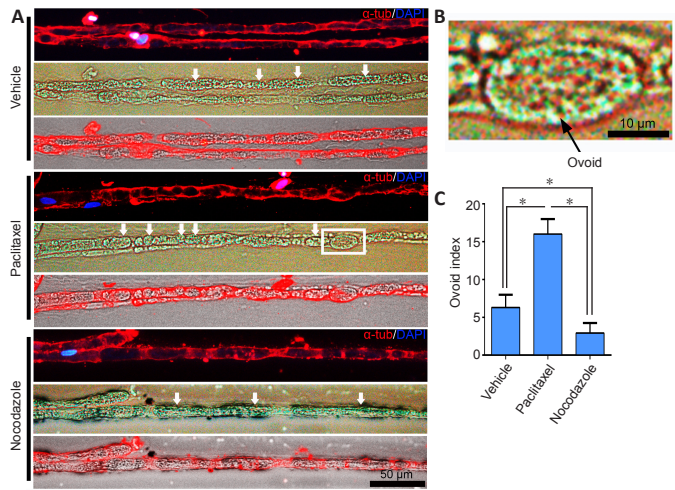 A
Vehicle
α-tub/DAPI
Paclitaxel
α-tub/DAPI
Nocodazole
α-tub/DAPI
50 μm
B
10 μm
Ovoid
C
Ovoid index
20
15
10
5
0
*
*
*
Vehicle
Paclitaxel
Nocodazole